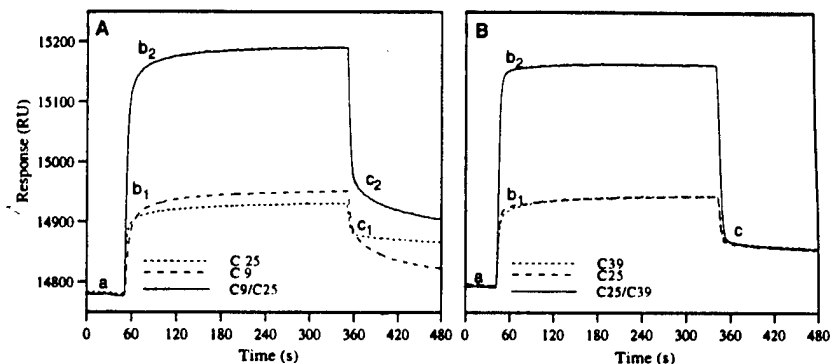 A
B
Response (RU)
15200
15100
15000
14900
14800
b2
b1
a
c2
c1
C 25
C 9
C9/C25
0 60 120 180 240 300 360 420 480
Time (s)
b2
b1
a
c
C39
C25
C25/C39
0 60 120 180 240 300 360 420 480
Time (s)